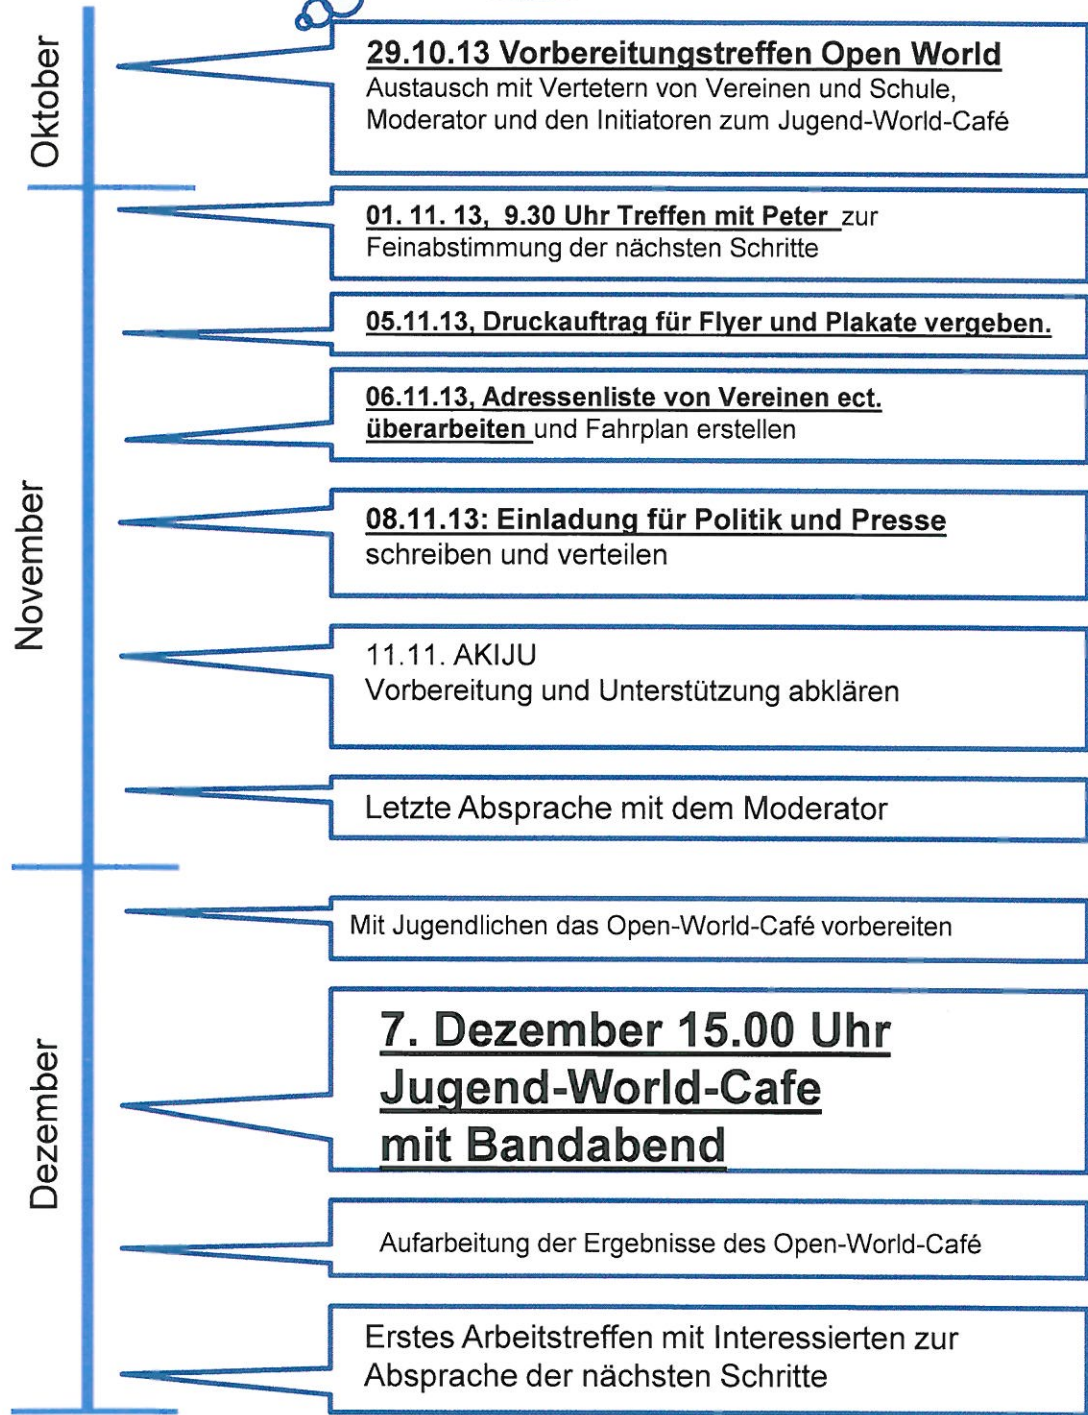 Oktober
29.10.13 Vorbereitungstreffen Open World
Austausch mit Vertetern von Vereinen und Schule,
Moderator und den Initiatoren zum Jugend-World-Café
November
01. 11. 13, 9.30 Uhr Treffen mit Peter zur
Feinabstimmung der nächsten Schritte
05.11.13, Druckauftrag für Flyer und Plakate vergeben.
06.11.13, Adressenliste von Vereinen ect.
überarbeiten und Fahrplan erstellen
08.11.13: Einladung für Politik und Presse
schreiben und verteilen
11.11. AKIJU
Vorbereitung und Unterstützung abklären
Letzte Absprache mit dem Moderator
Dezember
Mit Jugendlichen das Open-World-Café vorbereiten
7. Dezember 15.00 Uhr
Jugend-World-Cafe
mit Bandabend
Aufarbeitung der Ergebnisse des Open-World-Café
Erstes Arbeitstreffen mit Interessierten zur
Absprache der nächsten Schritte